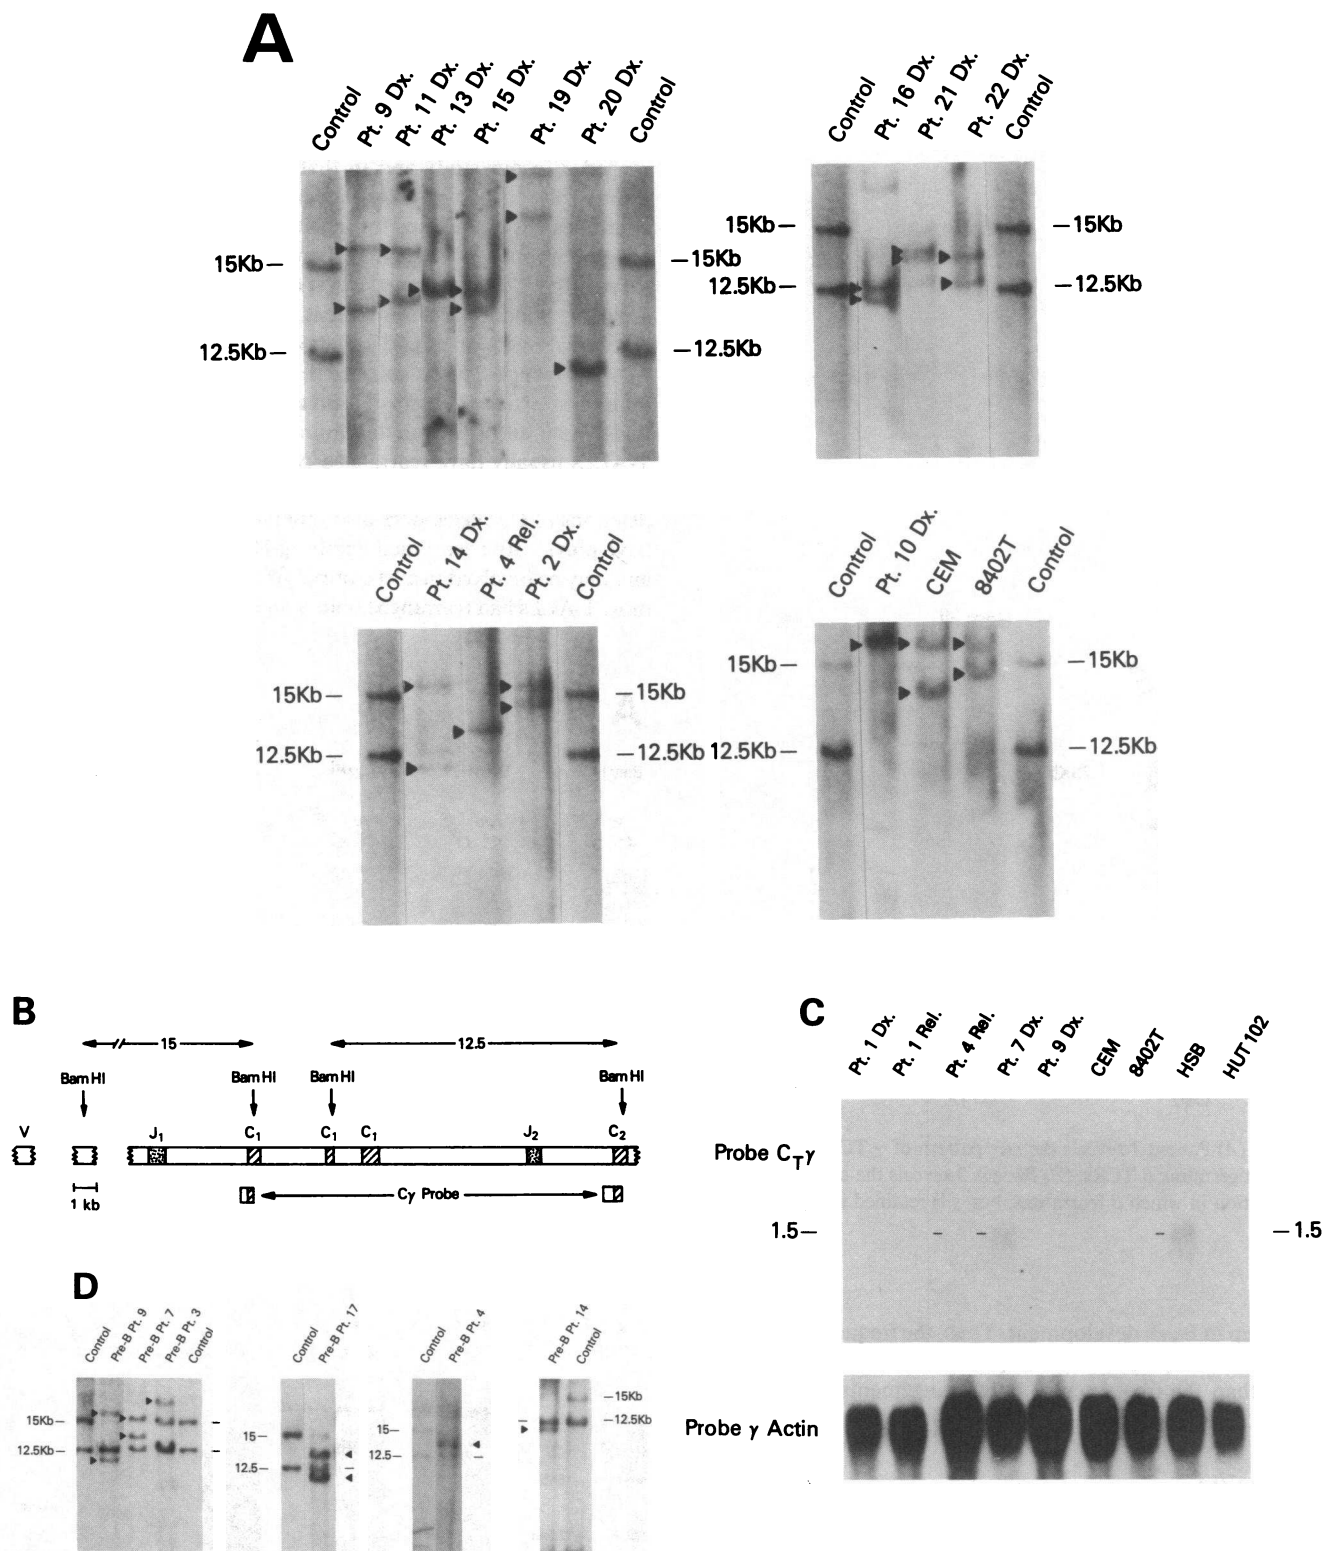 A
Control
Pt. 9 Dx.
Pt. 11 Dx.
Pt. 13 Dx.
Pt. 15 Dx.
Pt. 19 Dx.
Pt. 20 Dx.
Control
15Kb–
12.5Kb–
–15Kb
–12.5Kb
Control
Pt. 16 Dx.
Pt. 21 Dx.
Pt. 22 Dx.
Control
15Kb–
12.5Kb–
–15Kb
–12.5Kb
Control
Pt. 14 Dx.
Pt. 4 Rel.
Pt. 2 Dx.
Control
15Kb–
12.5Kb–
–15Kb
–12.5Kb
Control
Pt. 10 Dx.
CEM
8402T
Control
15Kb–
12.5Kb–
–15Kb
–12.5Kb
B
15
12.5
Bam HI
Bam HI
Bam HI
Bam HI
V
J1
C1
C1
C1
J2
C2
1 kb
Cγ Probe
C
Pt. 1 Dx.
Pt. 1 Rel.
Pt. 4 Rel.
Pt. 7 Dx.
Pt. 9 Dx.
CEM
8402T
HSB
HUT 102
Probe CTγ
1.5–
–1.5
Probe γ Actin
D
Control
Pre-B Pt. 9
Pre-B Pt. 7
Pre-B Pt. 3
Control
15Kb–
12.5Kb–
Control
Pre-B Pt. 17
15–
12.5–
Control
Pre-B Pt. 4
15–
12.5–
Pre-B Pt. 14
Control
–15Kb
–12.5Kb